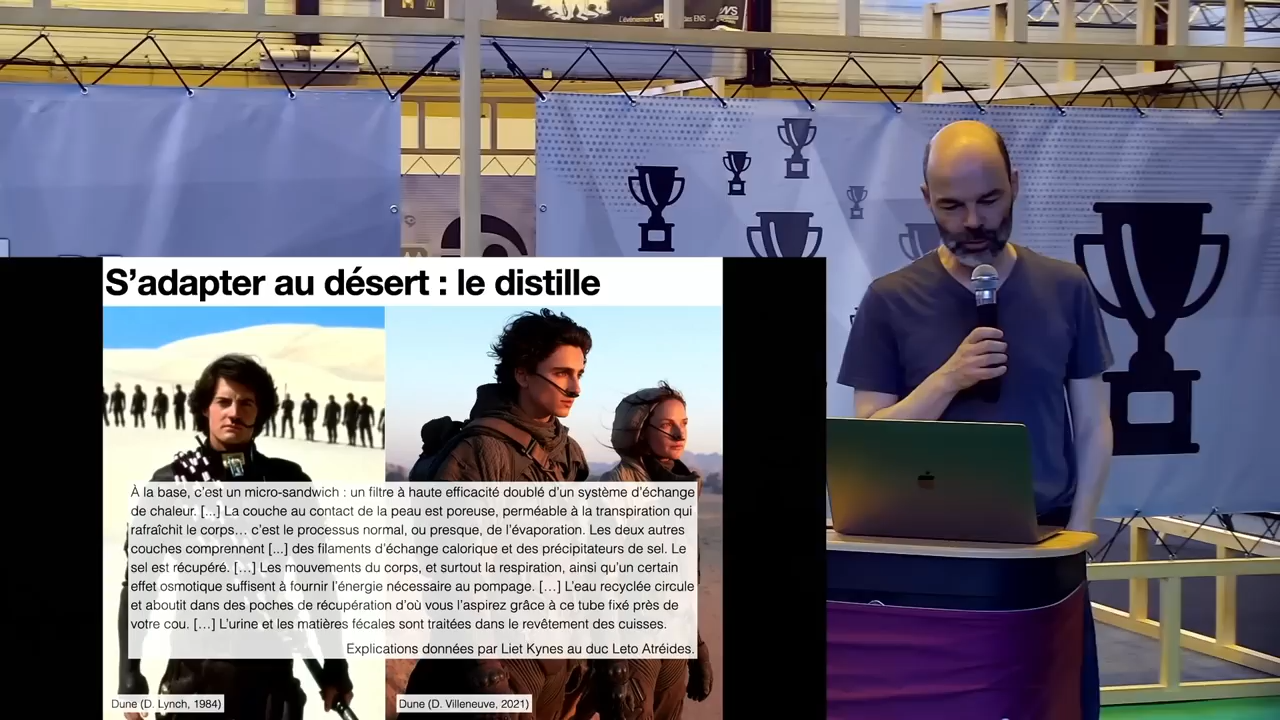 L'événement SP des ENS
S'adapter au désert : le distille
À la base, c'est un micro-sandwich : un filtre à haute efficacité doublé d'un système d'échange
de chaleur. [...] La couche au contact de la peau est poreuse, perméable à la transpiration qui
rafraîchit le corps... c'est le processus normal, ou presque, de l'évaporation. Les deux autres
couches comprennent [...] des filaments d'échange calorique et des précipitateurs de sel. Le
sel est récupéré. [...] Les mouvements du corps, et surtout la respiration, ainsi qu'un certain
effet osmotique suffisent à fournir l'énergie nécessaire au pompage. [...] L'eau recyclée circule
et aboutit dans des poches de récupération d'où vous l'aspirez grâce à ce tube fixé près de
votre cou. [...] L'urine et les matières fécales sont traitées dans le revêtement des cuisses.
Explications données par Liet Kynes au duc Leto Atréides.
Dune (D. Lynch, 1984)
Dune (D. Villeneuve, 2021)